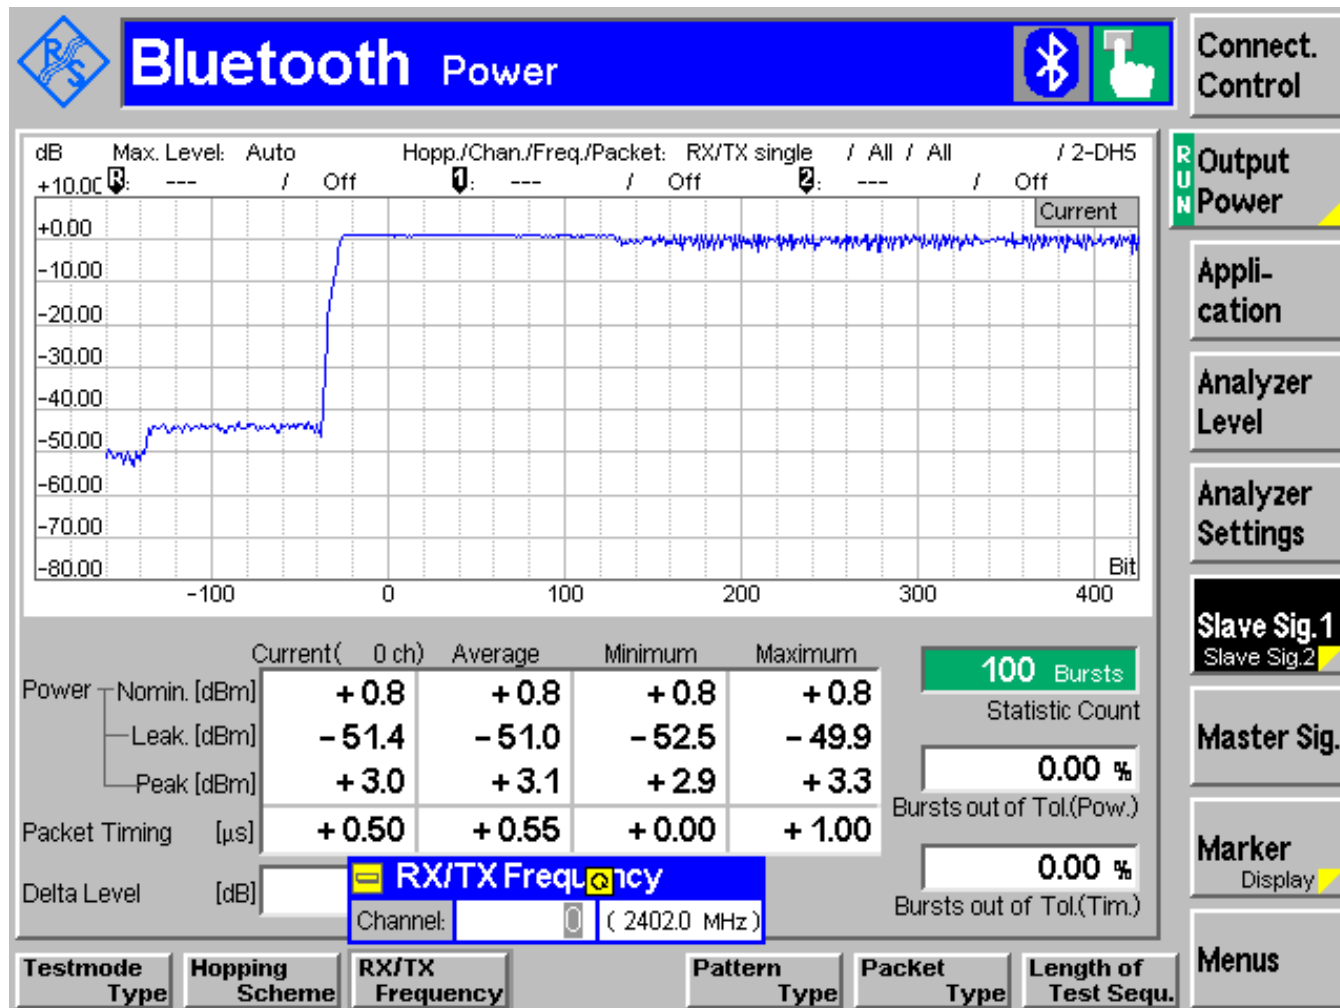 R S
Bluetooth Power
Connect. Control
dB Max. Level: Auto Hopp./Chan./Freq./Packet: RX/TX single / All / All / 2-DH5
+10.00 R: --- / Off 1: --- / Off 2: --- / Off
RUN Output Power
Current
+0.00
-10.00
-20.00
-30.00
-40.00
-50.00
-60.00
-70.00
-80.00
Bit
-100 0 100 200 300 400
Appli-
cation
Analyzer
Level
Analyzer
Settings
Slave Sig.1
Slave Sig.2
Master Sig.
Marker
Display
Menus
Current( 0 ch) Average Minimum Maximum
Power Nomin. [dBm] +0.8 +0.8 +0.8 +0.8
Leak. [dBm] -51.4 -51.0 -52.5 -49.9
Peak [dBm] +3.0 +3.1 +2.9 +3.3
Packet Timing [µs] +0.50 +0.55 +0.00 +1.00
Delta Level [dB]
100 Bursts
Statistic Count
0.00 %
Bursts out of Tol.(Pow.)
0.00 %
Bursts out of Tol.(Tim.)
RX/TX Frequency
Channel: 0 ( 2402.0 MHz )
Testmode Type
Hopping Scheme
RX/TX Frequency
Pattern Type
Packet Type
Length of Test Sequ.